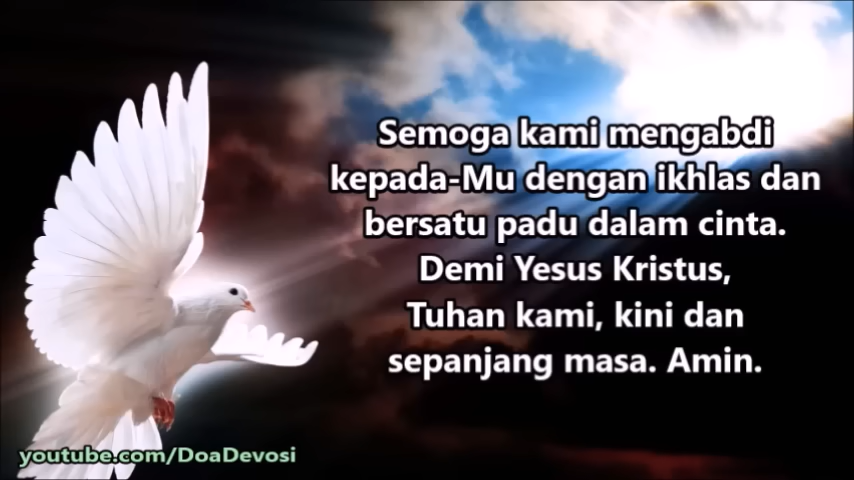 Semoga kami mengabdi
kepada-Mu dengan ikhlas dan
bersatu padu dalam cinta.
Demi Yesus Kristus,
Tuhan kami, kini dan
sepanjang masa. Amin.
youtube.com/DoaDevosi